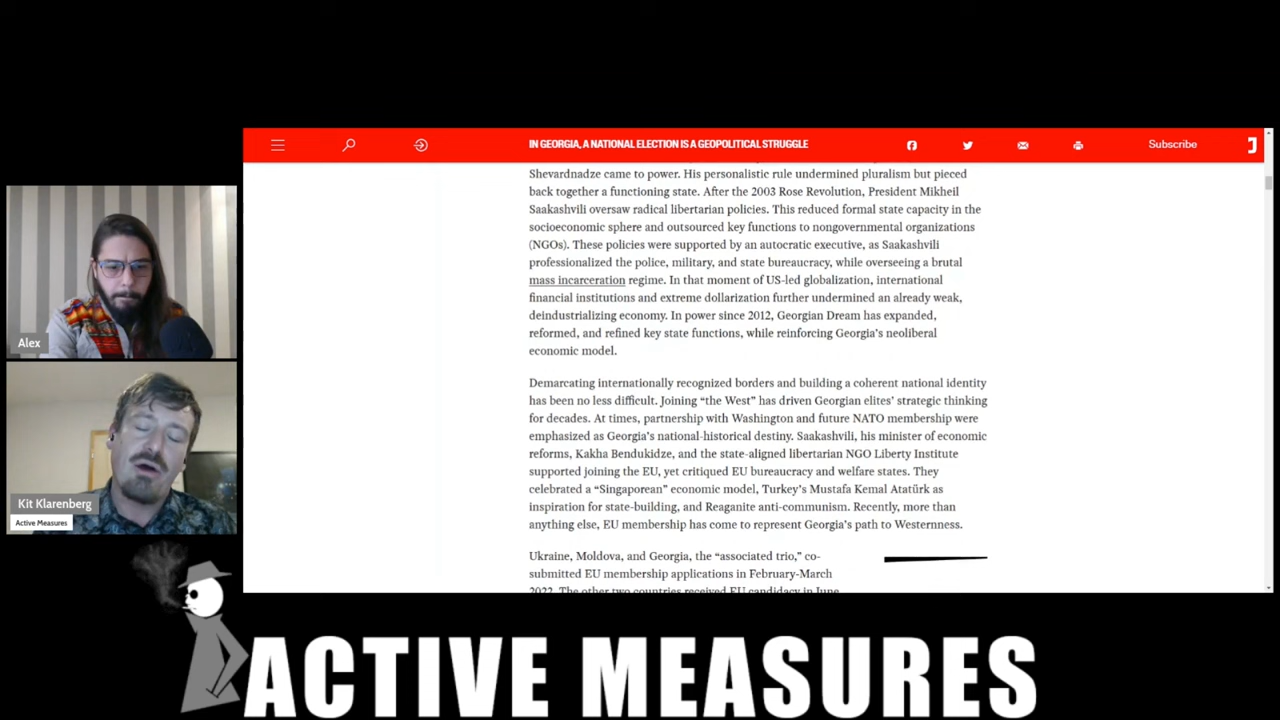 IN GEORGIA, A NATIONAL ELECTION IS A GEOPOLITICAL STRUGGLE
Subscribe
Shevardnadze came to power. His personalistic rule undermined pluralism but pieced
back together a functioning state. After the 2003 Rose Revolution, President Mikheil
Saakashvili oversaw radical libertarian policies. This reduced formal state capacity in the
socioeconomic sphere and outsourced key functions to nongovernmental organizations
(NGOs). These policies were supported by an autocratic executive, as Saakashvili
professionalized the police, military, and state bureaucracy, while overseeing a brutal
mass incarceration regime. In that moment of US-led globalization, international
financial institutions and extreme dollarization further undermined an already weak,
deindustrializing economy. In power since 2012, Georgian Dream has expanded,
reformed, and refined key state functions, while reinforcing Georgia's neoliberal
economic model.
Demarcating internationally recognized borders and building a coherent national identity
has been no less difficult. Joining “the West” has driven Georgian elites’ strategic thinking
for decades. At times, partnership with Washington and future NATO membership were
emphasized as Georgia's national-historical destiny. Saakashvili, his minister of economic
reforms, Kakha Bendukidze, and the state-aligned libertarian NGO Liberty Institute
supported joining the EU, yet critiqued EU bureaucracy and welfare states. They
celebrated a “Singaporean” economic model, Turkey's Mustafa Kemal Atatürk as
inspiration for state-building, and Reaganite anti-communism. Recently, more than
anything else, EU membership has come to represent Georgia's path to Westernness.
Ukraine, Moldova, and Georgia, the “associated trio,” co-
submitted EU membership applications in February-March
2022. The other two countries received EU candidacy in June
Alex
Kit Klarenberg
Active Measures
ACTIVE MEASURES